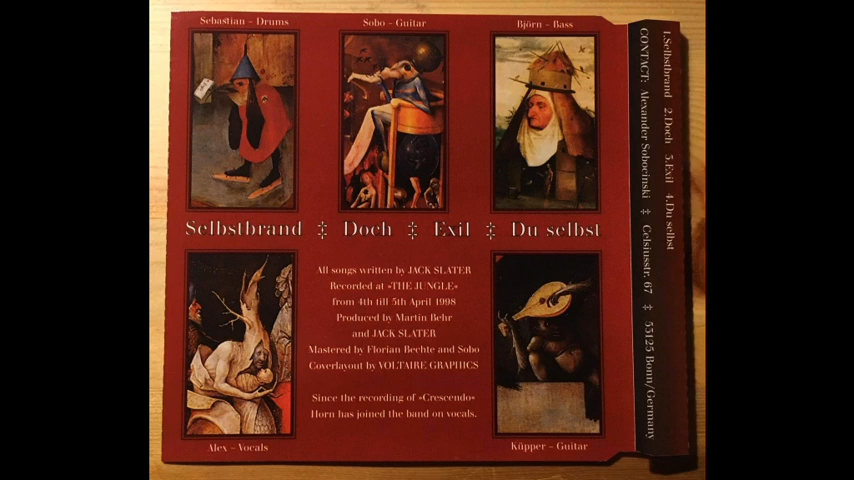 Sebastian – Drums
Sobo – Guitar
Björn – Bass
Selbstbrand ‡ Doch ‡ Exil ‡ Du selbst
All songs written by JACK SLATER
Recorded at »THE JUNGLE«
from 4th till 5th April 1998
Produced by Martin Behr
and JACK SLATER
Mastered by Florian Bechte and Sobo
Coverlayout by VOLTAIRE GRAPHICS
Since the recording of »Crescendo«
Horn has joined the band on vocals.
Alex – Vocals
Küpper – Guitar
1.Selbstbrand 2.Doch 3.Exil 4.Du selbst
CONTACT: Alexander Sobocinski ‡ Celsiusstr. 67 ‡ 53125 Bonn/Germany